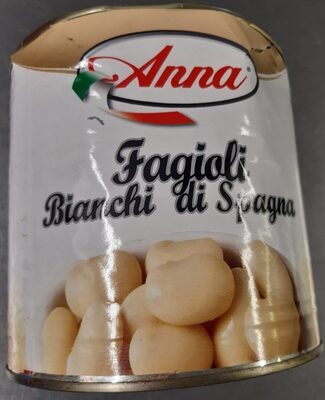 Anna
Fagioli
Bianchi di Spagna